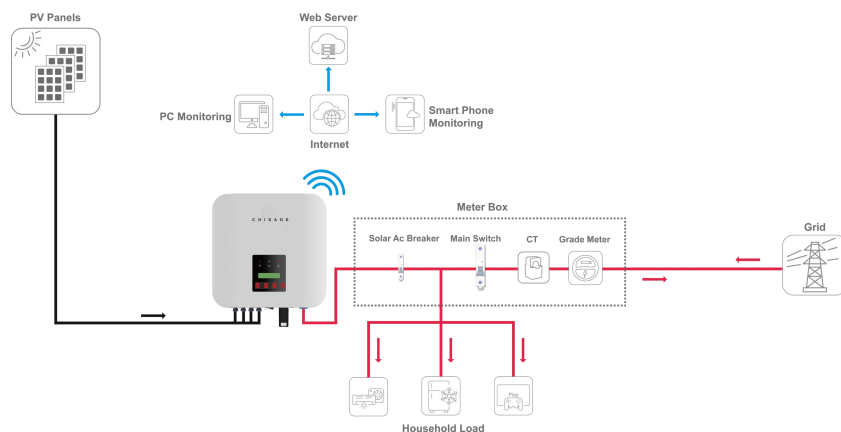 PV Panels
Web Server
PC Monitoring
Smart Phone
Monitoring
Internet
CHISAGE
Meter Box
Solar Ac Breaker
Main Switch
CT
Grade Meter
Grid
Play
Household Load